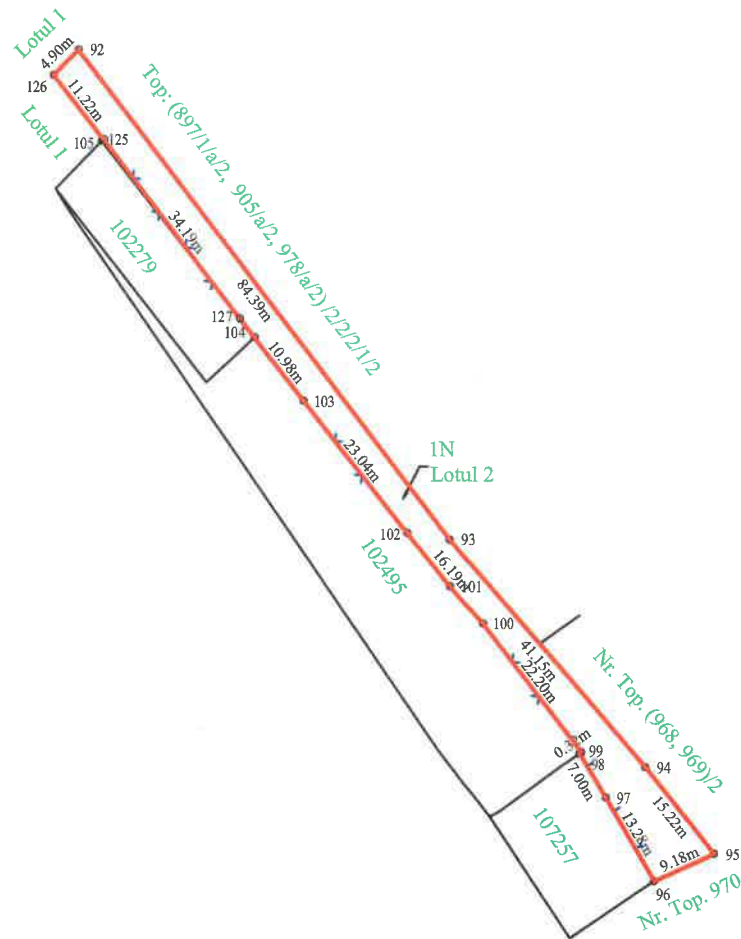 Lotul 1
4.90m
92
126
11.22m
Top: (897/1/a/2, 905/a/2, 978/a/2) /2/2/2/1/2
Lotul 1
105
125
102279
34.19m
84.39m
127
104
10.98m
103
23.04m
1N
Lotul 2
102
93
102495
16.19m
101
100
41.15m
22.20m
Nr. Top. (968, 969)/2
99
98
94
7.00m
97
15.22m
107257
13.28m
9.18m
95
96
Nr. Top. 970